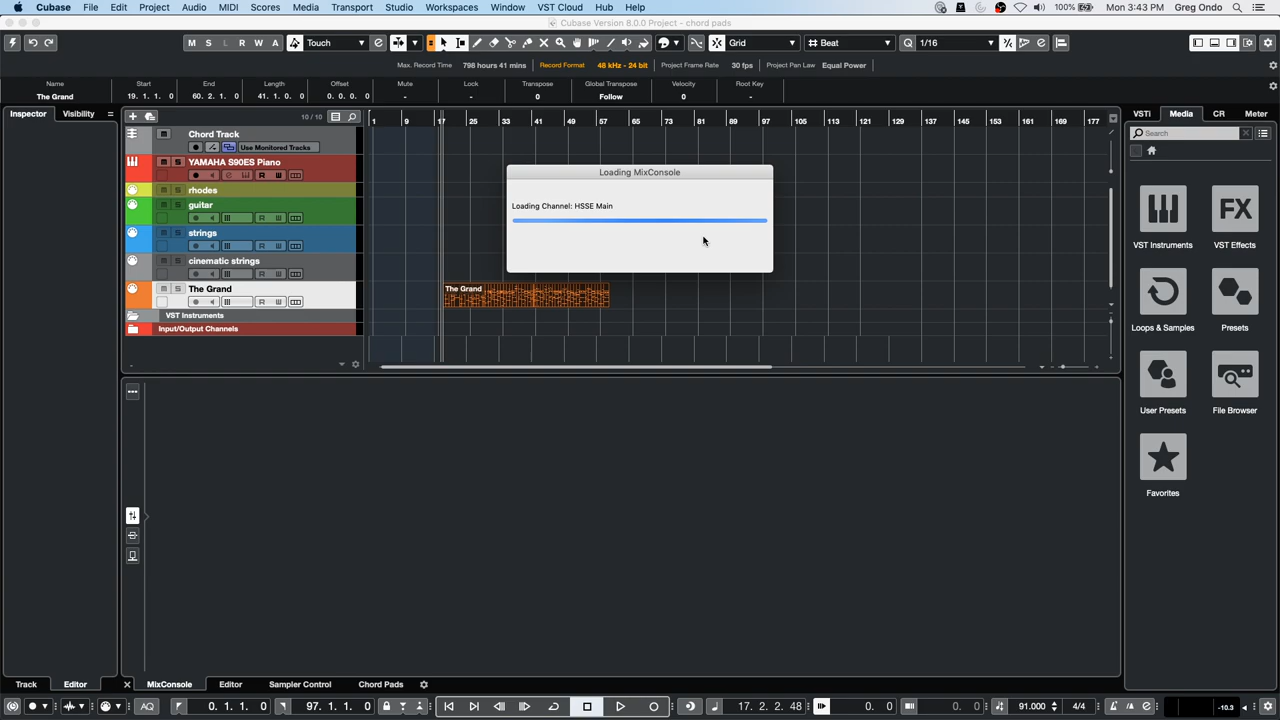 Cubase File Edit Project Audio MIDI Scores Media Transport Studio Workspaces Window VST Cloud Hub Help 100% Mon 3:43 PM Greg Ondo
Cubase Version 8.0.0 Project - chord pads
M S L R W A Touch Grid Beat Q 1/16
Max. Record Time 798 hours 41 mins Record Format 48 kHz - 24 bit Project Frame Rate 30 fps Project Pan Law Equal Power
Name Start End Length Offset Mute Lock Transpose Global Transpose Velocity Root Key
The Grand 19. 1. 1. 0 60. 2. 1. 0 41. 0. 1. 0 0. 0. 0. 0 - - 0 Follow 0 -
Inspector Visibility
10 / 10
1 9 17 25 33 41 49 57 65 73 81 89 97 105 113 121 129 137 145 153 161 169 177
VSTi Media CR Meter
Search
Chord Track
Use Monitored Tracks
YAMAHA S90ES Piano
rhodes
guitar
strings
cinematic strings
The Grand
VST Instruments
Input/Output Channels
Loading MixConsole
Loading Channel: HSSE Main
The Grand
VST Instruments
FX
VST Effects
Loops & Samples
Presets
User Presets
File Browser
Favorites
Track Editor MixConsole Editor Sampler Control Chord Pads
AQ 0. 1. 1. 0 97. 1. 1. 0 17. 2. 2. 48 0. 0 0. 0 91.000 4/4 -10.3